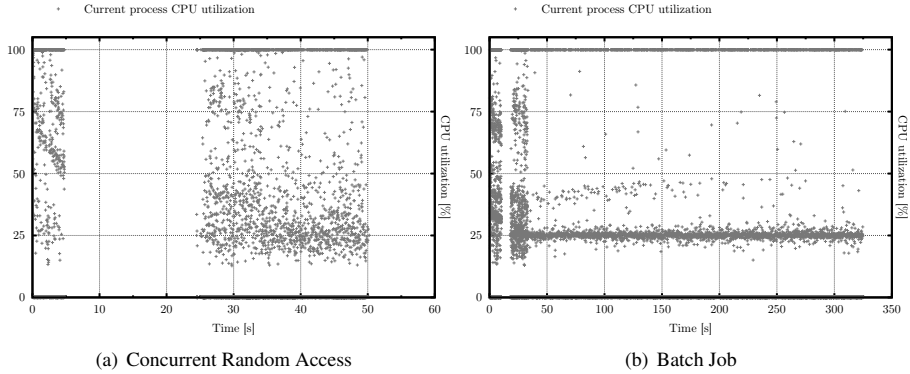 Current process CPU utilization
100
75
50
25
0
0 10 20 30 40 50 60
Time [s]
CPU utilization [%]
(a) Concurrent Random Access
Current process CPU utilization
100
75
50
25
0
0 50 100 150 200 250 300 350
Time [s]
CPU utilization [%]
(b) Batch Job